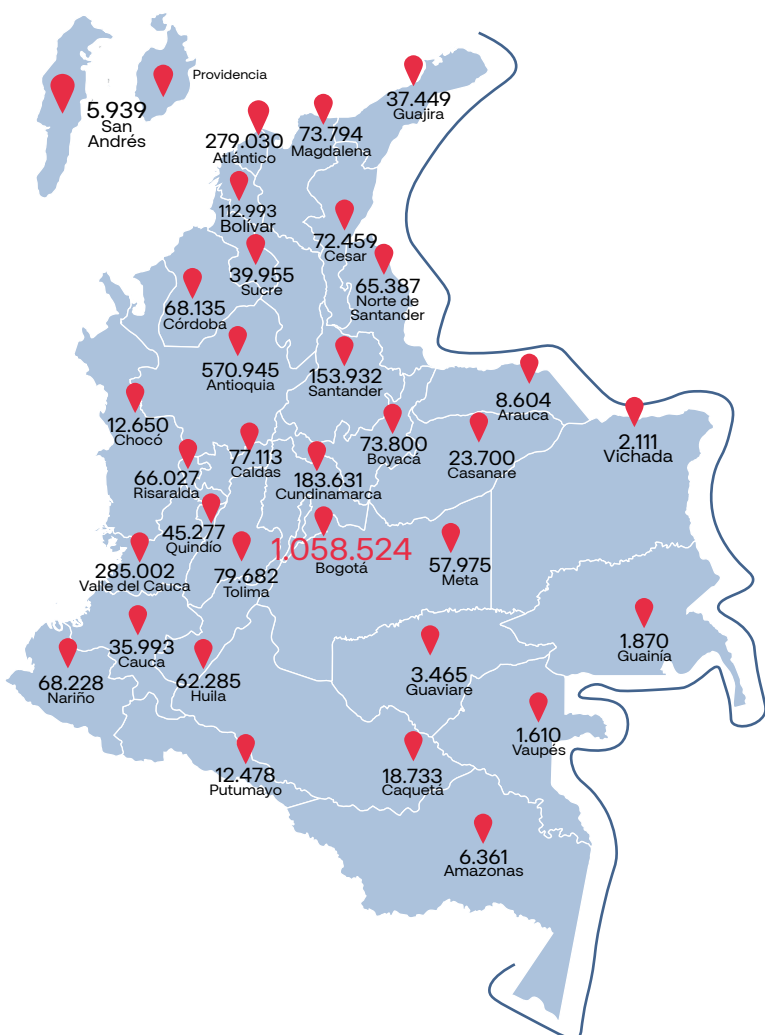 Providencia
5.939
San
Andrés
37.449
Guajira
279.030
Atlántico
73.794
Magdalena
112.993
Bolívar
72.459
Cesar
39.955
Sucre
65.387
Norte de
Santander
68.135
Córdoba
570.945
Antioquia
153.932
Santander
8.604
Arauca
12.650
Chocó
77.113
Caldas
73.800
Boyacá
23.700
Casanare
2.111
Vichada
66.027
Risaralda
183.631
Cundinamarca
45.277
Quindío
1.058.524
Bogotá
57.975
Meta
285.002
Valle del Cauca
79.682
Tolima
35.993
Cauca
1.870
Guainía
68.228
Nariño
62.285
Huila
3.465
Guaviare
1.610
Vaupés
12.478
Putumayo
18.733
Caquetá
6.361
Amazonas